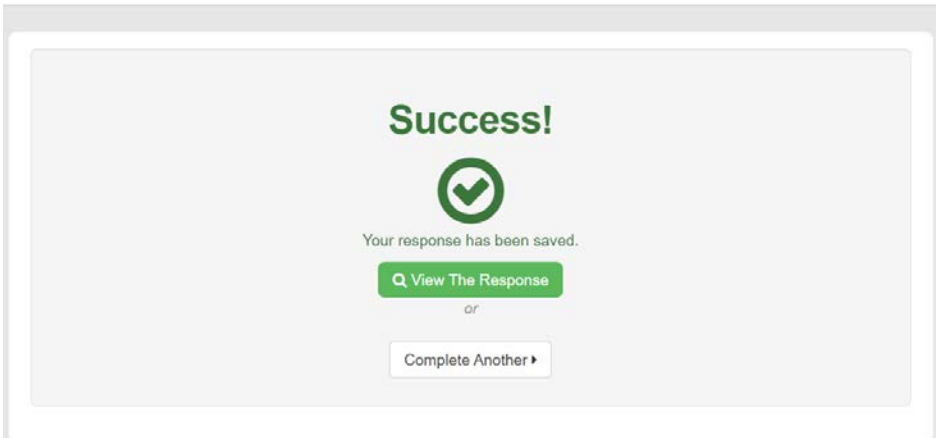 Success!
Your response has been saved.
View The Response
or
Complete Another